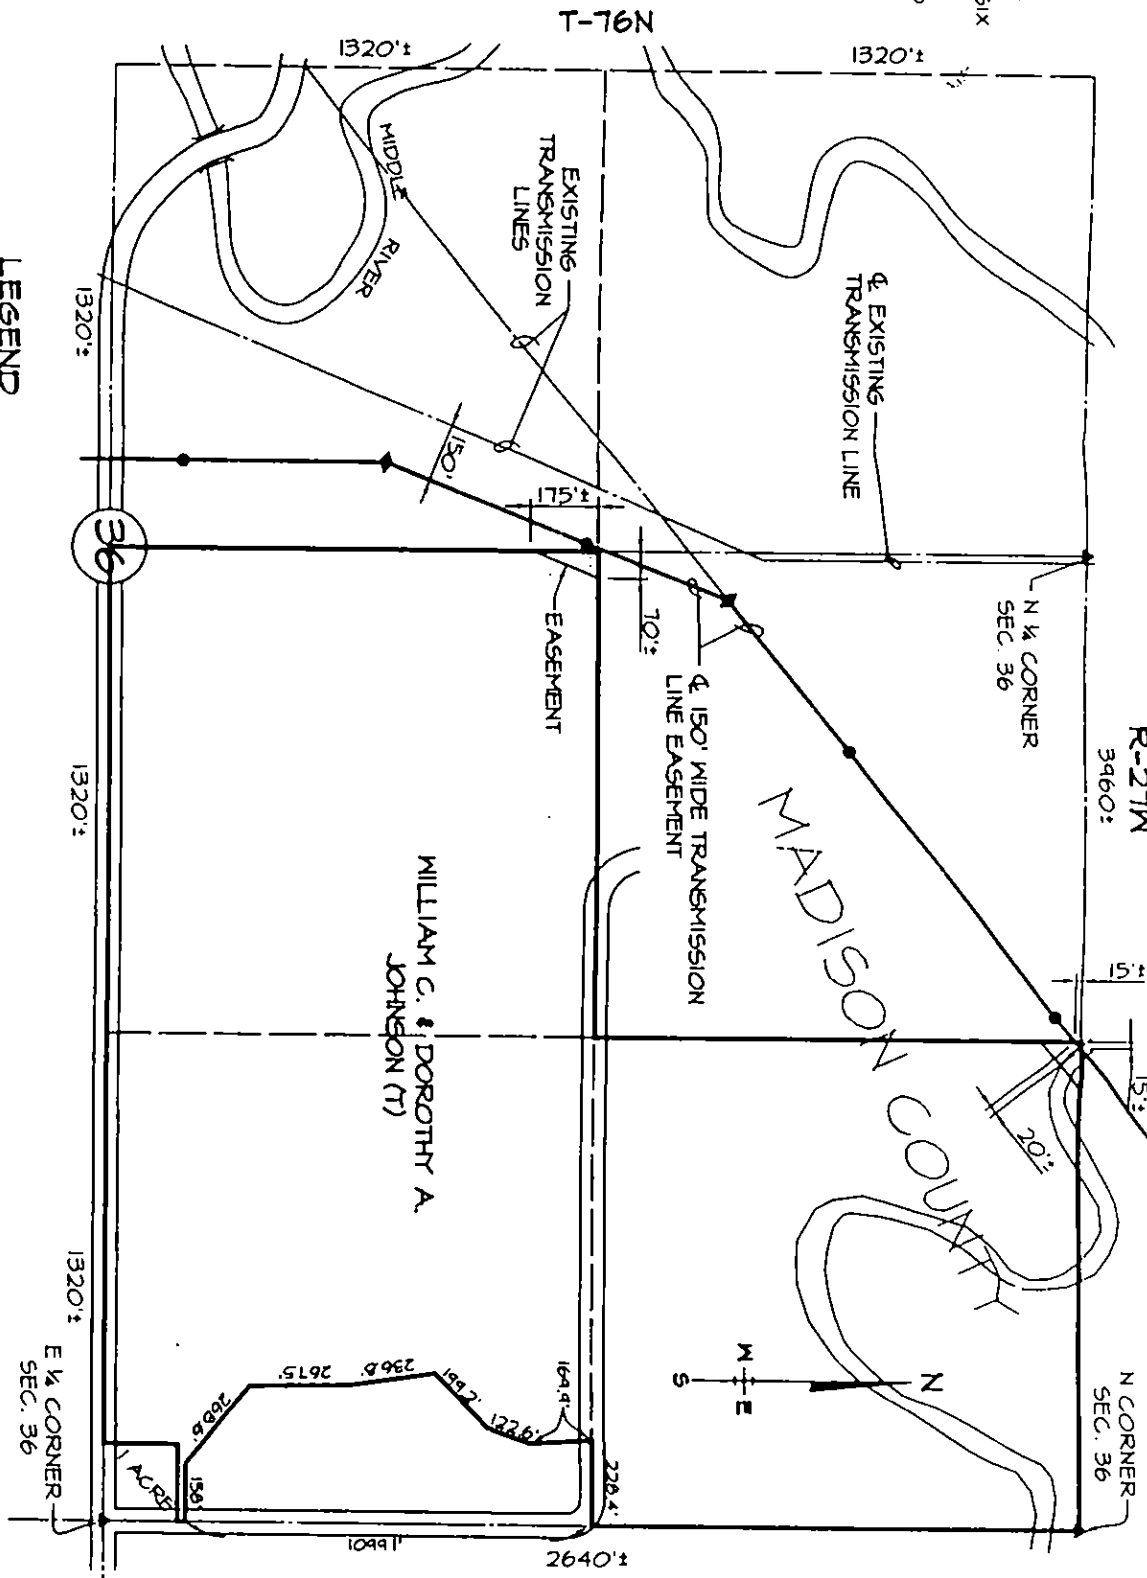 T-76N
SIX
1320'±
1320'±
MIDDLE
RIVER
EXISTING
TRANSMISSION
LINES
℄ EXISTING
TRANSMISSION LINE
LEGEND
1320'±
150'
175'±
36
70'±
EASEMENT
N ¼ CORNER
SEC. 36
R-27W
3960±
℄ 150' WIDE TRANSMISSION
LINE EASEMENT
1320'±
MADISON COUNTY
WILLIAM C. & DOROTHY A.
JOHNSON (T)
15'±
15'±
20'±
N
W
E
S
N CORNER
SEC. 36
1320'±
E ¼ CORNER
SEC. 36
1 ACRE
158'
268.6'
267.5'
236.8'
199.2'
122.9'
169.9'
228.4'
1099.1'
2640'±